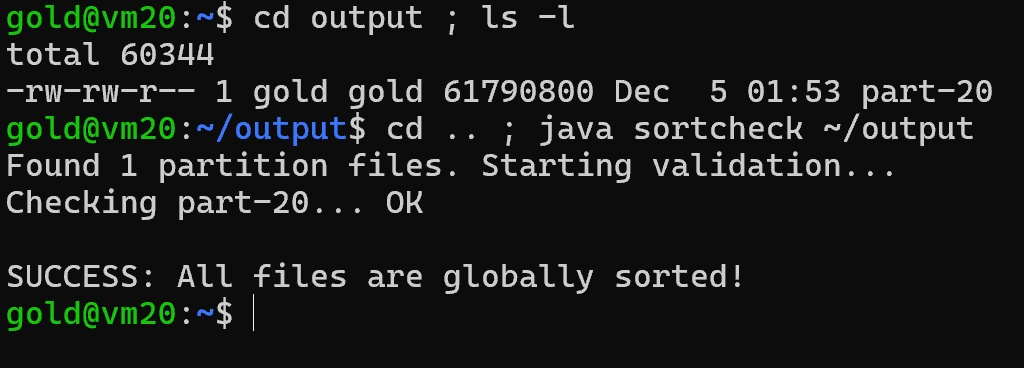 gold@vm20:~$ cd output ; ls -l
total 60344
-rw-rw-r-- 1 gold gold 61790800 Dec  5 01:53 part-20
gold@vm20:~/output$ cd .. ; java sortcheck ~/output
Found 1 partition files. Starting validation...
Checking part-20... OK

SUCCESS: All files are globally sorted!
gold@vm20:~$